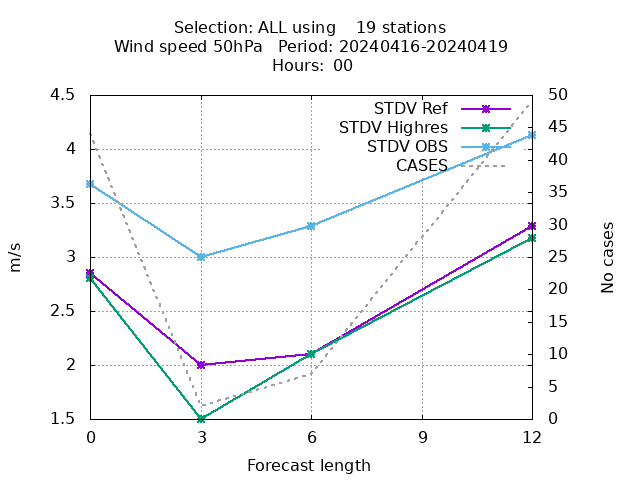 Selection: ALL using    19 stations
Wind speed 50hPa   Period: 20240416-20240419
Hours:  00
STDV Ref
STDV Highres
STDV OBS
CASES
4.5
4
3.5
3
2.5
2
1.5
m/s
50
45
40
35
30
25
20
15
10
5
0
No cases
0 3 6 9 12
Forecast length